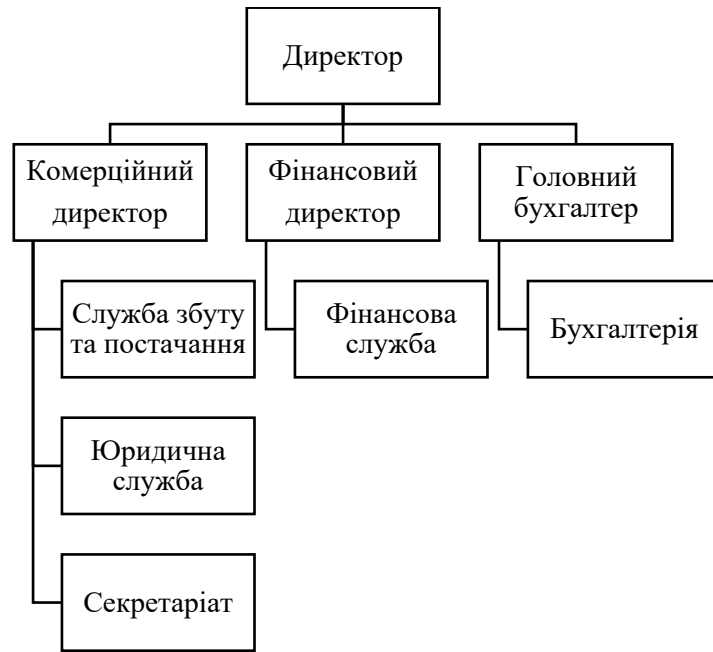 Директор
Комерційний
директор
Фінансовий
директор
Головний
бухгалтер
Служба збуту
та постачання
Фінансова
служба
Бухгалтерія
Юридична
служба
Секретаріат